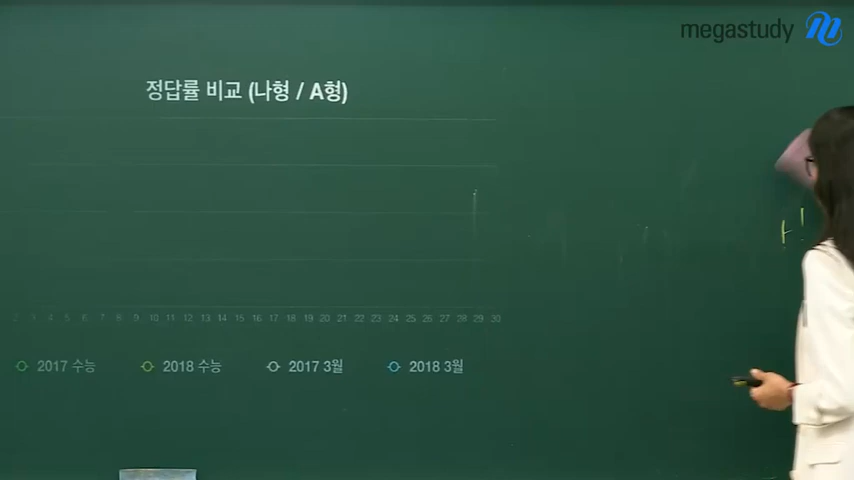 megastudy
정답률 비교 (나형 / A형)
2 3 4 5 6 7 8 9 10 11 12 13 14 15 16 17 18 19 20 21 22 23 24 25 26 27 28 29 30
2017 수능 2018 수능 2017 3월 2018 3월